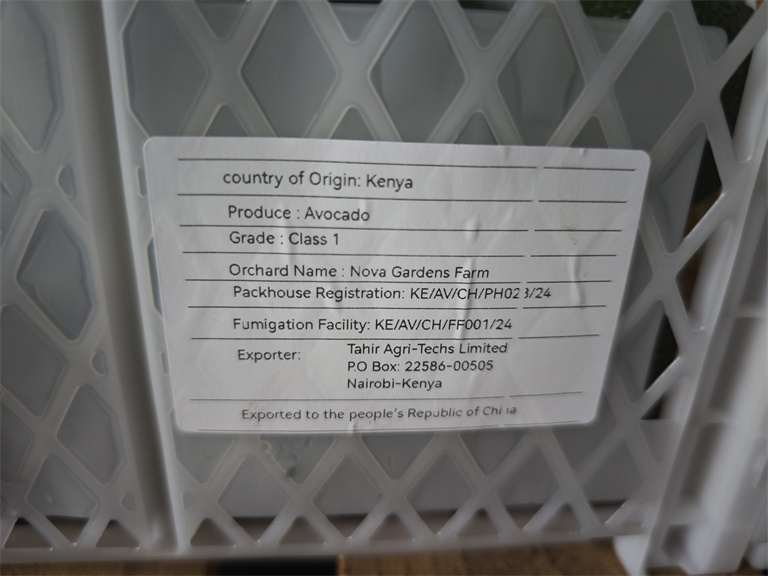 country of Origin: Kenya
Produce : Avocado
Grade : Class 1
Orchard Name : Nova Gardens Farm
Packhouse Registration: KE/AV/CH/PH023/24
Fumigation Facility: KE/AV/CH/FF001/24
Exporter: Tahir Agri-Techs Limited
P.O Box: 22586-00505
Nairobi-Kenya
Exported to the people's Republic of China